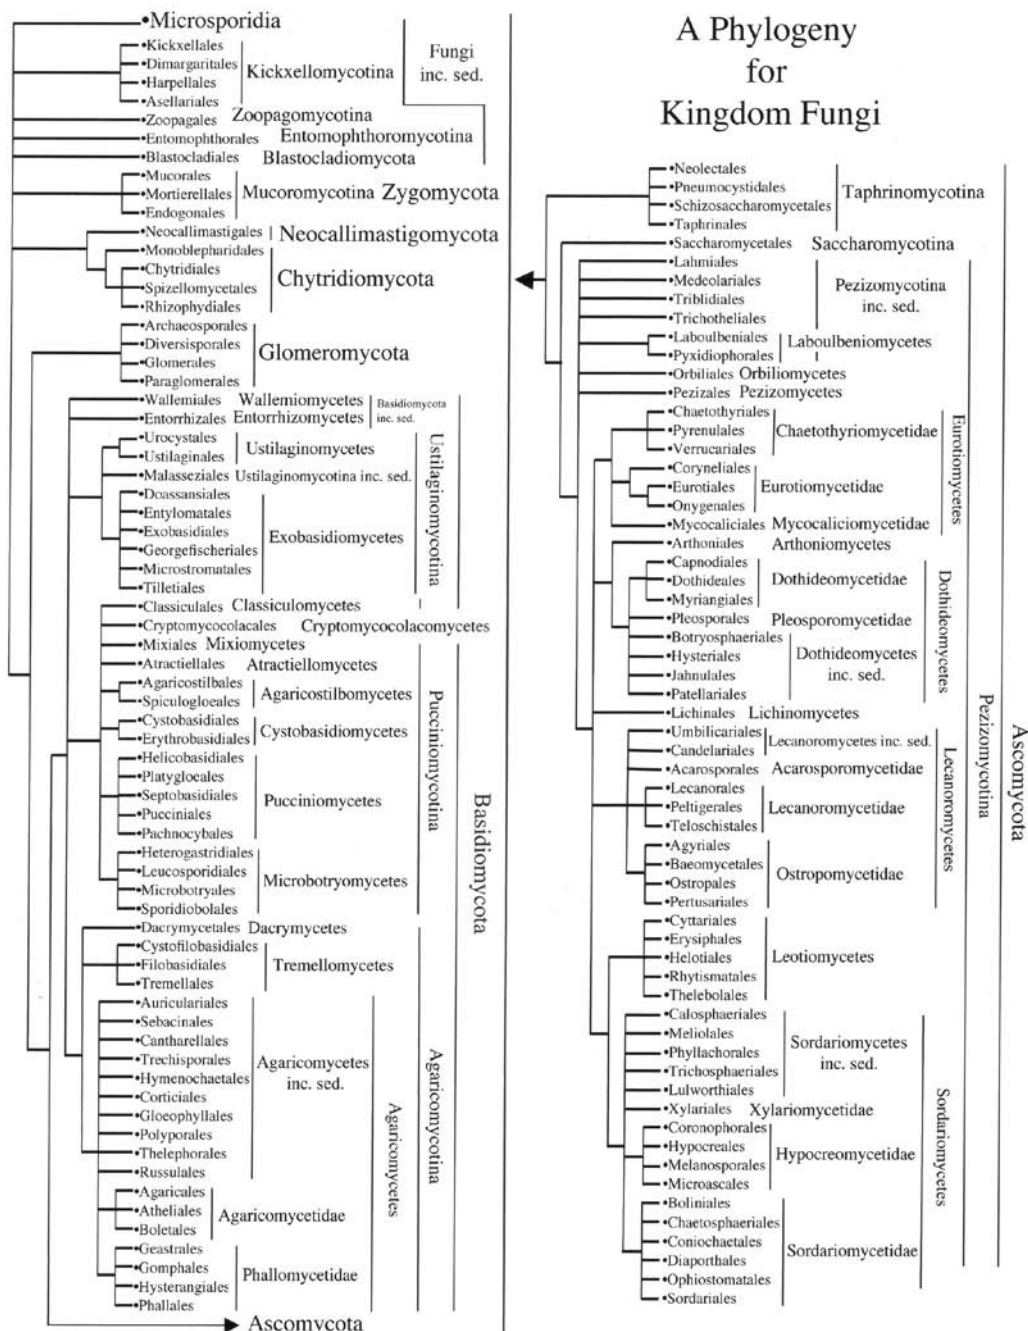 •Microsporidia
•Kickxellales
•Dimargaritales
•Harpellales
•Asellariales
Kickxellomycotina
Fungi
inc. sed.
•Zoopagales Zoopagomycotina
•Entomophthorales Entomophthoromycotina
•Blastocladiales Blastocladiomycota
•Mucorales
•Mortierellales
•Endogonales
Mucoromycotina Zygomycota
•Neocallimastigales Neocallimastigomycota
•Monoblepharidales
•Chytridiales
•Spizellomycetales
•Rhizophydiales
Chytridiomycota
•Archaeosporales
•Diversisporales
•Glomerales
•Paraglomerales
Glomeromycota
•Wallemiales Wallemiomycetes
•Entorrhizales Entorrhizomycetes
Basidiomycota
inc. sed.
•Urocystales
•Ustilaginales
Ustilaginomycetes
•Malasseziales Ustilaginomycotina inc. sed.
•Doassansiales
•Entylomatales
•Exobasidiales
•Georgefischeriales
•Microstromatales
•Tilletiales
Exobasidiomycetes
Ustilaginomycotina
•Classiculales Classiculomycetes
•Cryptomycocolacales Cryptomycocolacomycetes
•Mixiales Mixiomycetes
•Atractiellales Atractiellomycetes
•Agaricostilbales
•Spiculogloeales
Agaricostilbomycetes
•Cystobasidiales
•Erythrobasidiales
Cystobasidiomycetes
•Helicobasidiales
•Platygloeales
•Septobasidiales
•Pucciniales
•Pachnocybales
Pucciniomycetes
•Heterogastridiales
•Leucosporidiales
•Microbotryales
•Sporidiobolales
Microbotryomycetes
Pucciniomycotina
•Dacrymycetales Dacrymycetes
•Cystofilobasidiales
•Filobasidiales
•Tremellales
Tremellomycetes
•Auriculariales
•Sebacinales
•Cantharellales
•Trechisporales
•Hymenochaetales
•Corticiales
•Gloeophyllales
•Polyporales
•Thelephorales
•Russulales
Agaricomycetes
inc. sed.
•Agaricales
•Atheliales
•Boletales
Agaricomycetidae
•Geastrales
•Gomphales
•Hysterangiales
•Phallales
Phallomycetidae
Agaricomycetes
Agaricomycotina
Basidiomycota
Ascomycota
A Phylogeny
for
Kingdom Fungi
•Neolectales
•Pneumocystidales
•Schizosaccharomycetales
•Taphrinales
Taphrinomycotina
•Saccharomycetales Saccharomycotina
•Lahmiales
•Medeolariales
•Triblidiales
•Trichotheliales
Pezizomycotina
inc. sed.
•Laboulbeniales
•Pyxidiophorales
Laboulbeniomycetes
•Orbiliales Orbiliomycetes
•Pezizales Pezizomycetes
•Chaetothyriales
•Pyrenulales
•Verrucariales
Chaetothyriomycetidae
•Coryneliales
•Eurotiales
•Onygenales
Eurotiomycetidae
•Mycocaliciales Mycocaliciomycetidae
Eurotiomycetes
•Arthoniales Arthoniomycetes
•Capnodiales
•Dothideales
•Myriangiales
Dothideomycetidae
•Pleosporales Pleosporomycetidae
•Botryosphaeriales
•Hysteriales
•Jahnulales
•Patellariales
Dothideomycetes
inc. sed.
Dothideomycetes
•Lichinales Lichinomycetes
•Umbilicariales
•Candelariales
Lecanoromycetes inc. sed.
•Acarosporales Acarosporomycetidae
•Lecanorales
•Peltigerales
•Teloschistales
Lecanoromycetidae
•Agyriales
•Baeomycetales
•Ostropales
•Pertusariales
Ostropomycetidae
Lecanoromycetes
•Cyttariales
•Erysiphales
•Helotiales
•Rhytismatales
•Thelebolales
Leotiomycetes
•Calosphaeriales
•Meliolales
•Phyllachorales
•Trichosphaeriales
•Lulworthiales
Sordariomycetes
inc. sed.
•Xylariales Xylariomycetidae
•Coronophorales
•Hypocreales
•Melanosporales
•Microascales
Hypocreomycetidae
•Boliniales
•Chaetosphaeriales
•Coniochaetales
•Diaporthales
•Ophiostomatales
•Sordariales
Sordariomycetidae
Sordariomycetes
Pezizomycotina
Ascomycota